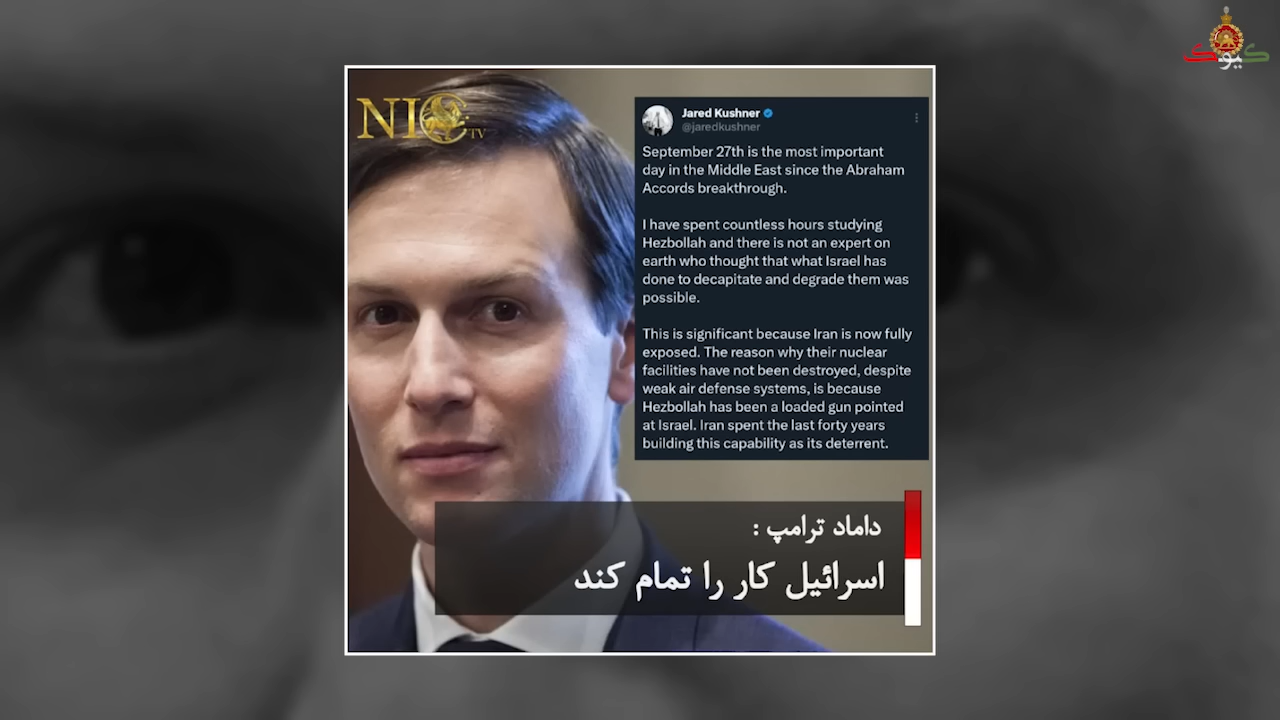 کیوک
NIC TV
Jared Kushner
@jaredkushner
September 27th is the most important
day in the Middle East since the Abraham
Accords breakthrough.
I have spent countless hours studying
Hezbollah and there is not an expert on
earth who thought that what Israel has
done to decapitate and degrade them was
possible.
This is significant because Iran is now fully
exposed. The reason why their nuclear
facilities have not been destroyed, despite
weak air defense systems, is because
Hezbollah has been a loaded gun pointed
at Israel. Iran spent the last forty years
building this capability as its deterrent.
داماد ترامپ :
اسرائیل کار را تمام کند